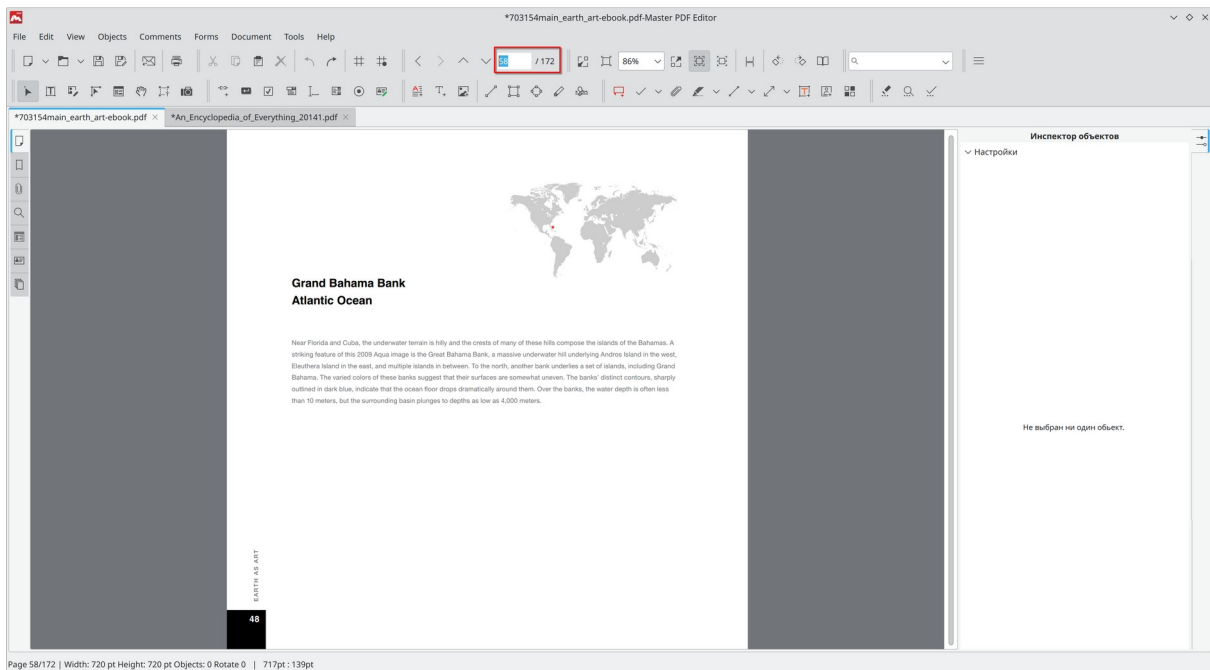 *703154main_earth_art-ebook.pdf-Master PDF Editor
File Edit View Objects Comments Forms Document Tools Help
58 / 172
86%
*703154main_earth_art-ebook.pdf
*An_Encyclopedia_of_Everything_20141.pdf
Инспектор объектов
Настройки
Grand Bahama Bank
Atlantic Ocean
Near Florida and Cuba, the underwater terrain is hilly and the crests of many of these hills compose the islands of the Bahamas. A
striking feature of this 2009 Aqua image is the Great Bahama Bank, a massive underwater hill underlying Andros Island in the west,
Eleuthera Island in the east, and multiple islands in between. To the north, another bank underlies a set of islands, including Grand
Bahama. The varied colors of these banks suggest that their surfaces are somewhat uneven. The banks' distinct contours, sharply
outlined in dark blue, indicate that the ocean floor drops dramatically around them. Over the banks, the water depth is often less
than 10 meters, but the surrounding basin plunges to depths as low as 4,000 meters.
Не выбран ни один обьект.
EARTH AS ART
48
Page 58/172 | Width: 720 pt Height: 720 pt Objects: 0 Rotate 0 | 717pt : 139pt